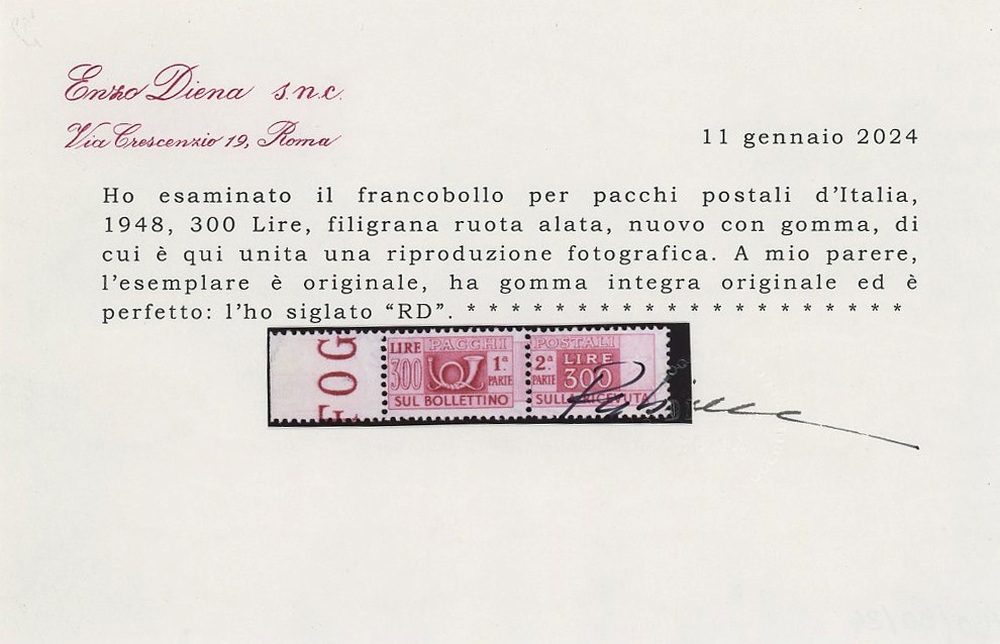 Enzo Diena s.n.c.
Via Crescenzio 19, Roma
11 gennaio 2024
Ho esaminato il francobollo per pacchi postali d’Italia,
1948, 300 Lire, filigrana ruota alata, nuovo con gomma, di
cui è qui unita una riproduzione fotografica. A mio parere,
l’esemplare è originale, ha gomma integra originale ed è
perfetto: l’ho siglato “RD”. * * * * * * * * * * * * * * * * * * * *
FOG
LIRE PACCHI
300 1ª PARTE
SUL BOLLETTINO
POSTALI
2ª PARTE LIRE 300
SULLA RICEVUTA